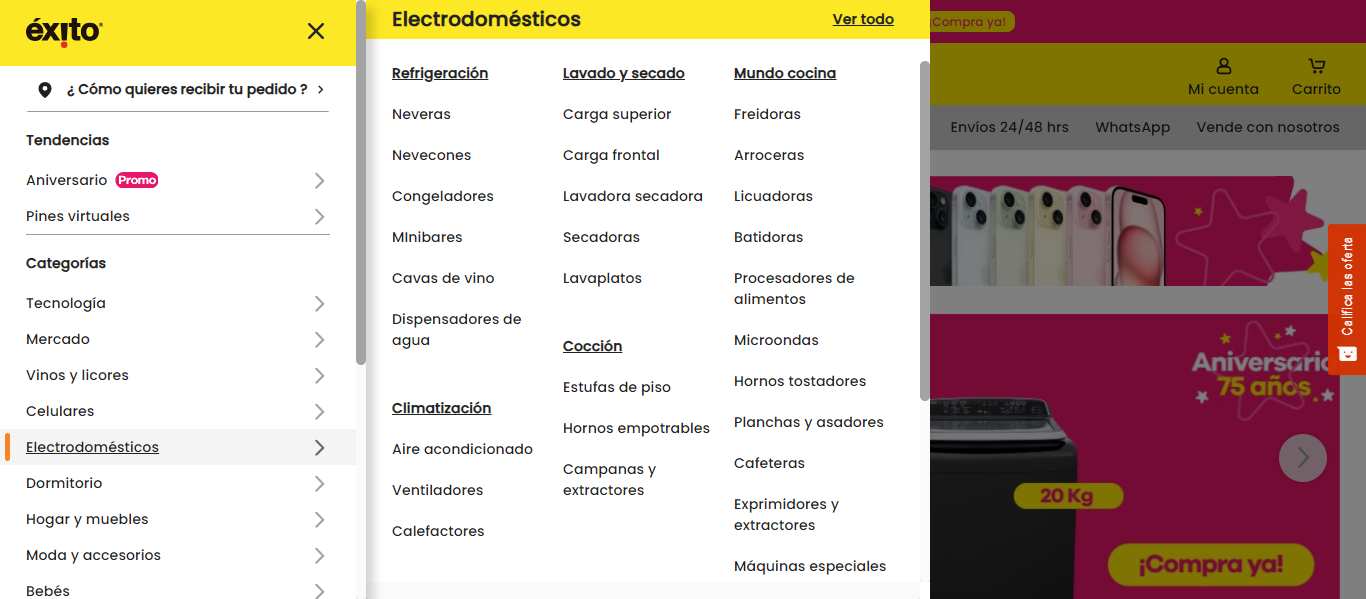 éxito
¿ Cómo quieres recibir tu pedido ?
Tendencias
Aniversario Promo
Pines virtuales
Categorías
Tecnología
Mercado
Vinos y licores
Celulares
Electrodomésticos
Dormitorio
Hogar y muebles
Moda y accesorios
Bebés
Electrodomésticos
Ver todo
Refrigeración
Neveras
Nevecones
Congeladores
MInibares
Cavas de vino
Dispensadores de
agua
Climatización
Aire acondicionado
Ventiladores
Calefactores
Lavado y secado
Carga superior
Carga frontal
Lavadora secadora
Secadoras
Lavaplatos
Cocción
Estufas de piso
Hornos empotrables
Campanas y
extractores
Mundo cocina
Freidoras
Arroceras
Licuadoras
Batidoras
Procesadores de
alimentos
Microondas
Hornos tostadores
Planchas y asadores
Cafeteras
Exprimidores y
extractores
Máquinas especiales
¡Compra ya!
Mi cuenta
Carrito
Envíos 24/48 hrs
WhatsApp
Vende con nosotros
Califica las oferta
Aniversario
75 años
20 Kg
¡Compra ya!